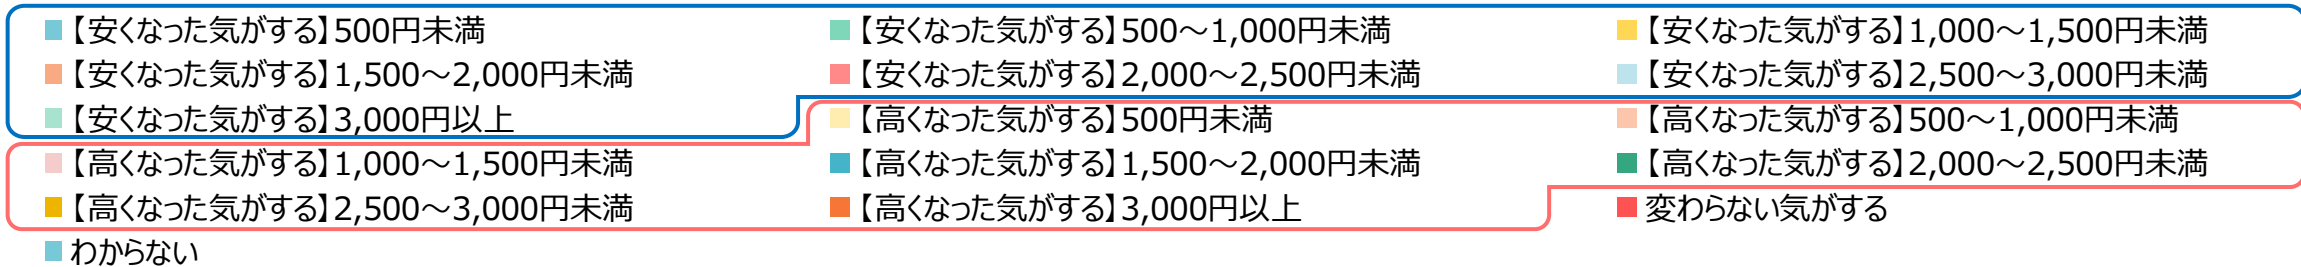 【安くなった気がする】500円未満 【安くなった気がする】500～1,000円未満 【安くなった気がする】1,000～1,500円未満
【安くなった気がする】1,500～2,000円未満 【安くなった気がする】2,000～2,500円未満 【安くなった気がする】2,500～3,000円未満
【安くなった気がする】3,000円以上 【高くなった気がする】500円未満 【高くなった気がする】500～1,000円未満
【高くなった気がする】1,000～1,500円未満 【高くなった気がする】1,500～2,000円未満 【高くなった気がする】2,000～2,500円未満
【高くなった気がする】2,500～3,000円未満 【高くなった気がする】3,000円以上 変わらない気がする
わからない